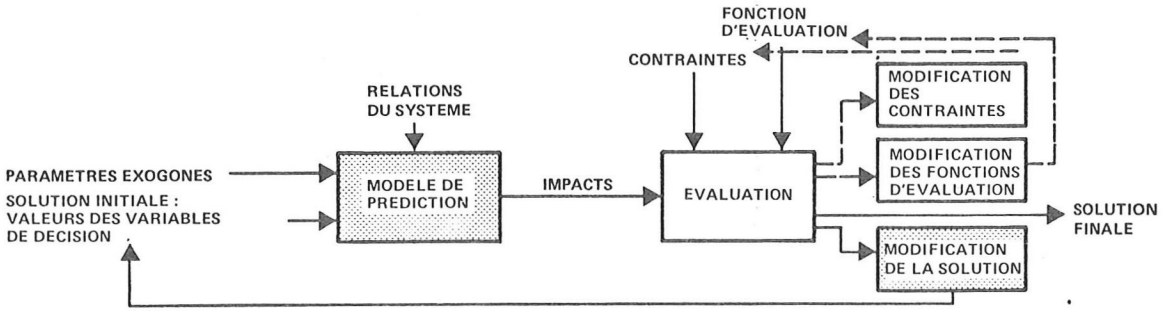 FONCTION
D'EVALUATION
CONTRAINTES
MODIFICATION
DES
CONTRAINTES
RELATIONS
DU SYSTEME
PARAMETRES EXOGONES
SOLUTION INITIALE :
VALEURS DES VARIABLES
DE DECISION
MODELE DE
PREDICTION
IMPACTS
EVALUATION
MODIFICATION
DES FONCTIONS
D'EVALUATION
SOLUTION
FINALE
MODIFICATION
DE LA SOLUTION